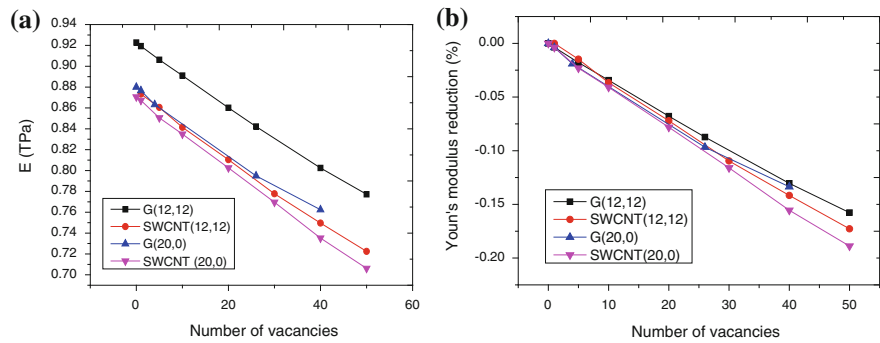 (a)
E (TPa)
0.92
0.90
0.88
0.86
0.84
0.82
0.80
0.78
0.76
0.74
0.72
0.70
G(12,12)
SWCNT(12,12)
G(20,0)
SWCNT (20,0)
0 20 40 60
Number of vacancies
(b)
Youn's modulus reduction (%)
0.00
-0.05
-0.10
-0.15
-0.20
G(12,12)
SWCNT(12,12)
G(20,0)
SWCNT(20,0)
0 10 20 30 40 50
Number of vacancies